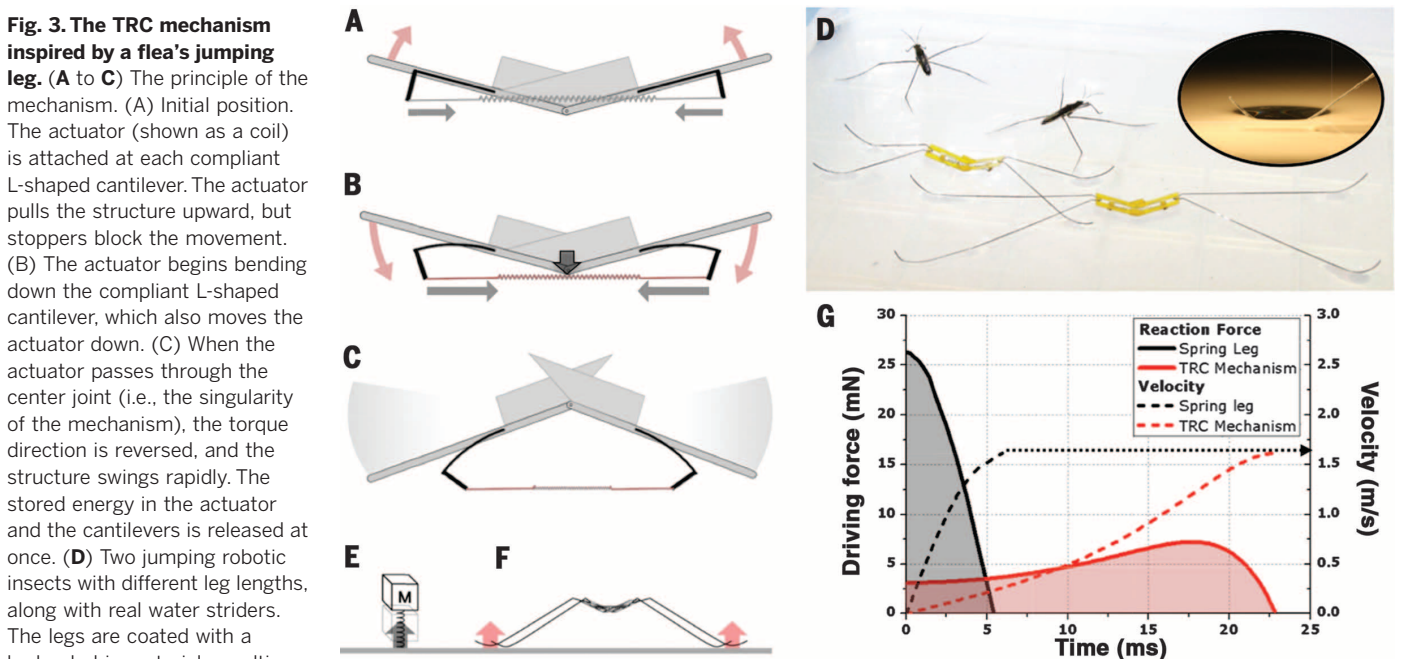 Fig. 3. The TRC mechanism
inspired by a flea's jumping
leg. (A to C) The principle of the
mechanism. (A) Initial position.
The actuator (shown as a coil)
is attached at each compliant
L-shaped cantilever. The actuator
pulls the structure upward, but
stoppers block the movement.
(B) The actuator begins bending
down the compliant L-shaped
cantilever, which also moves the
actuator down. (C) When the
actuator passes through the
center joint (i.e., the singularity
of the mechanism), the torque
direction is reversed, and the
structure swings rapidly. The
stored energy in the actuator
and the cantilevers is released at
once. (D) Two jumping robotic
insects with different leg lengths,
along with real water striders.
The legs are coated with a
A
B
C
E
M
F
D
G
Reaction Force
Spring Leg
TRC Mechanism
Velocity
Spring leg
TRC Mechanism
Driving force (mN)
30
25
20
15
10
5
0
Velocity (m/s)
3.0
2.5
2.0
1.5
1.0
0.5
0.0
0 5 10 15 20 25
Time (ms)